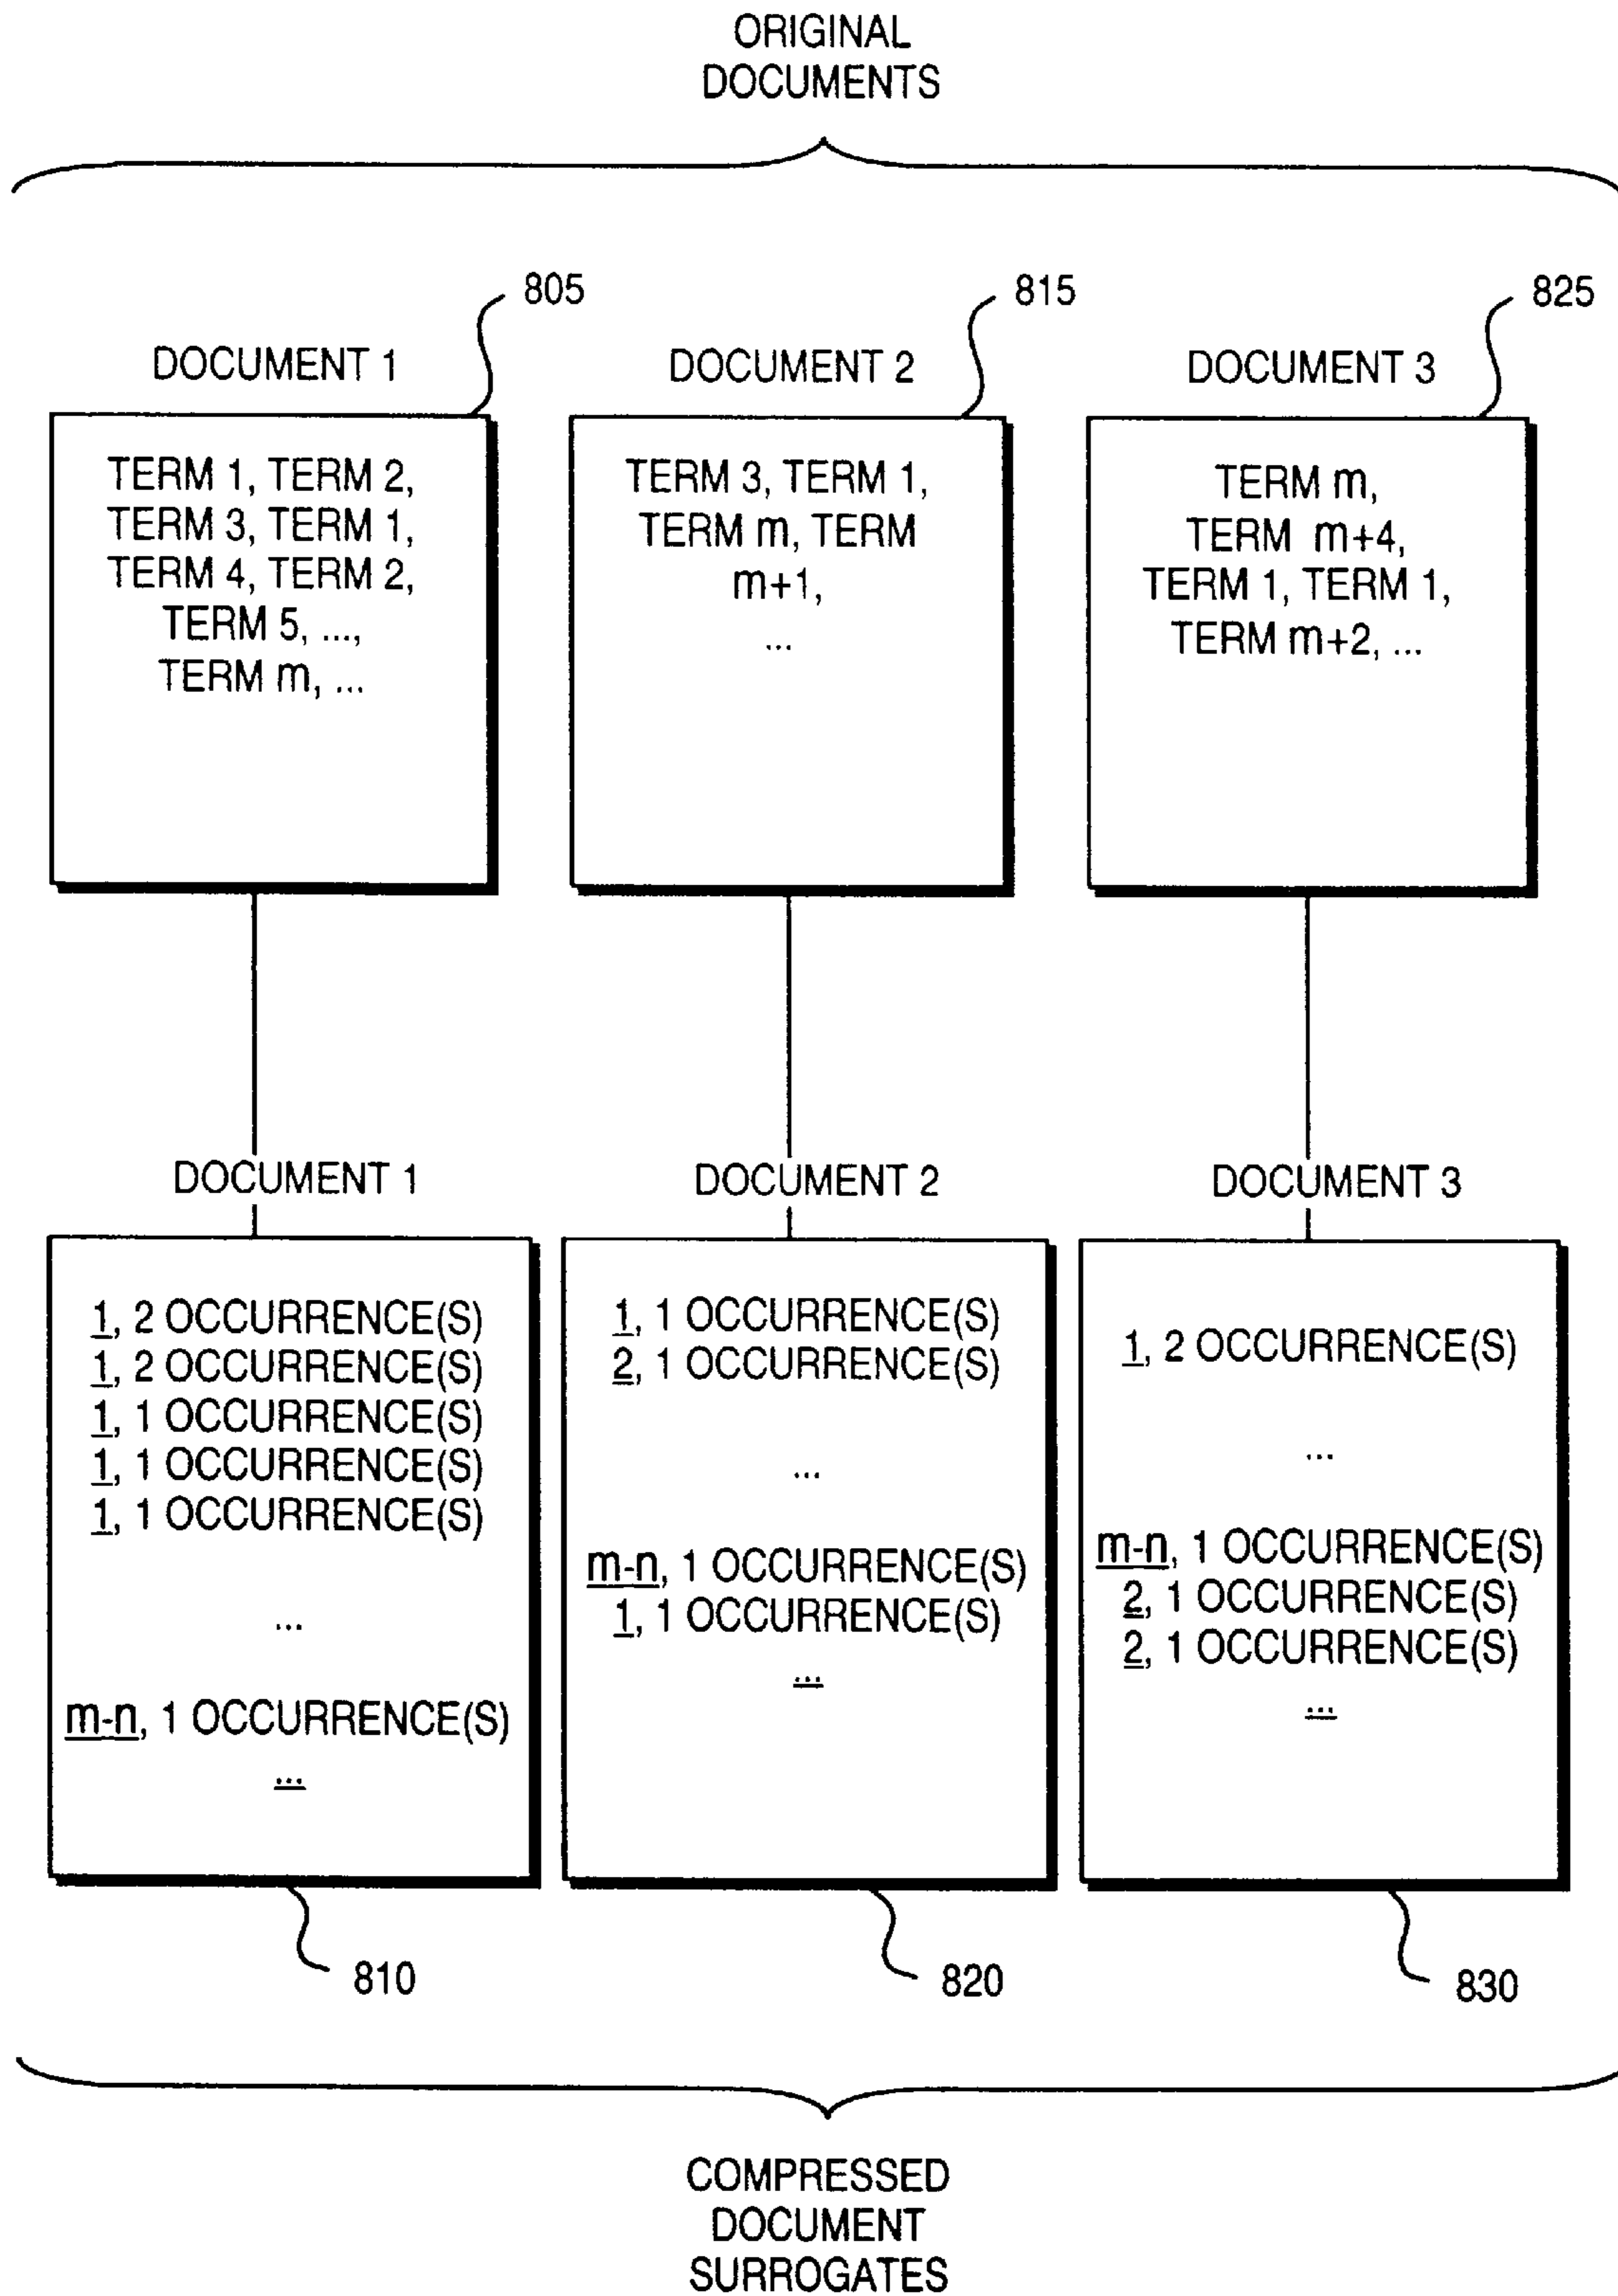 ORIGINAL
DOCUMENTS
805
815
825
DOCUMENT 1
DOCUMENT 2
DOCUMENT 3
TERM 1, TERM 2,
TERM 3, TERM 1,
TERM 4, TERM 2,
TERM 5, ...,
TERM m, ...
TERM 3, TERM 1,
TERM m, TERM
m+1,
...
TERM m,
TERM m+4,
TERM 1, TERM 1,
TERM m+2, ...
DOCUMENT 1
DOCUMENT 2
DOCUMENT 3
1, 2 OCCURRENCE(S)
1, 2 OCCURRENCE(S)
1, 1 OCCURRENCE(S)
1, 1 OCCURRENCE(S)
1, 1 OCCURRENCE(S)
...
m-n, 1 OCCURRENCE(S)
...
1, 1 OCCURRENCE(S)
2, 1 OCCURRENCE(S)
...
m-n, 1 OCCURRENCE(S)
1, 1 OCCURRENCE(S)
...
1, 2 OCCURRENCE(S)
...
m-n, 1 OCCURRENCE(S)
2, 1 OCCURRENCE(S)
2, 1 OCCURRENCE(S)
...
810
820
830
COMPRESSED
DOCUMENT
SURROGATES